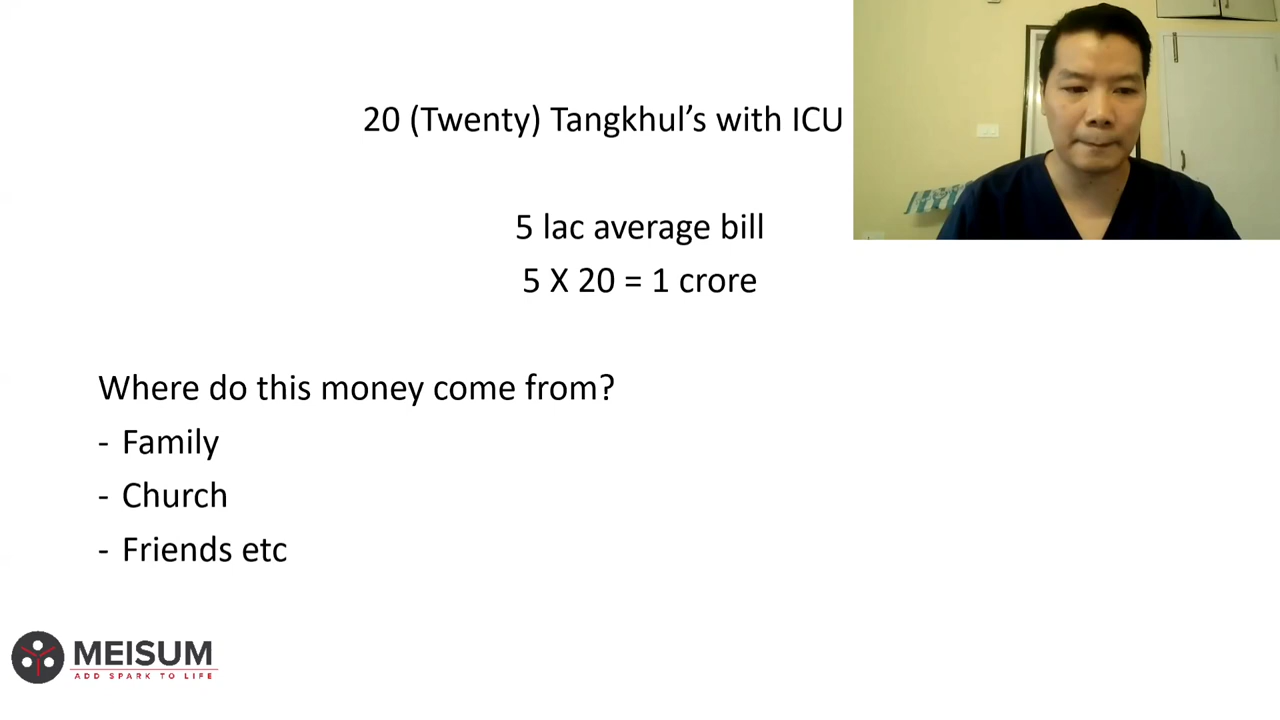 20 (Twenty) Tangkhul’s with ICU
5 lac average bill
5 X 20 = 1 crore
Where do this money come from?
- Family
- Church
- Friends etc
MEISUM
ADD SPARK TO LIFE